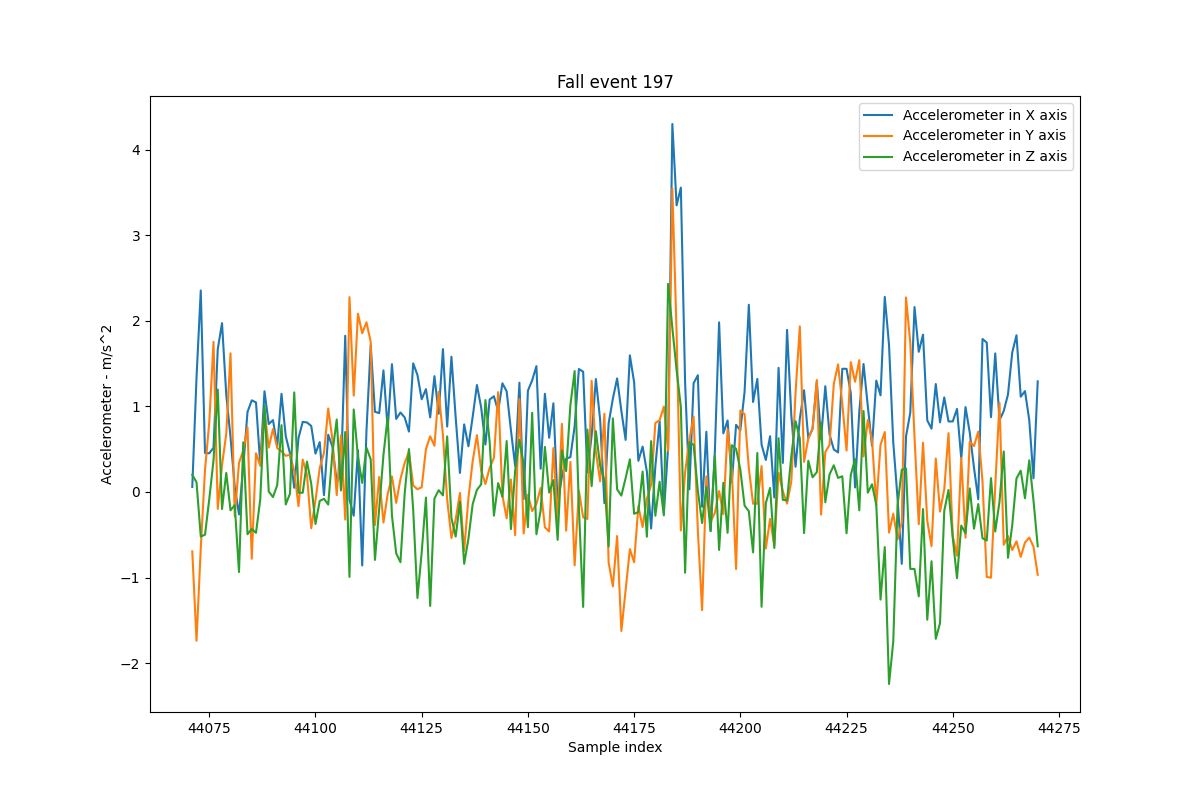 Fall event 197
Accelerometer in X axis
Accelerometer in Y axis
Accelerometer in Z axis
Accelerometer - m/s^2
4
3
2
1
0
−1
−2
44075 44100 44125 44150 44175 44200 44225 44250 44275
Sample index